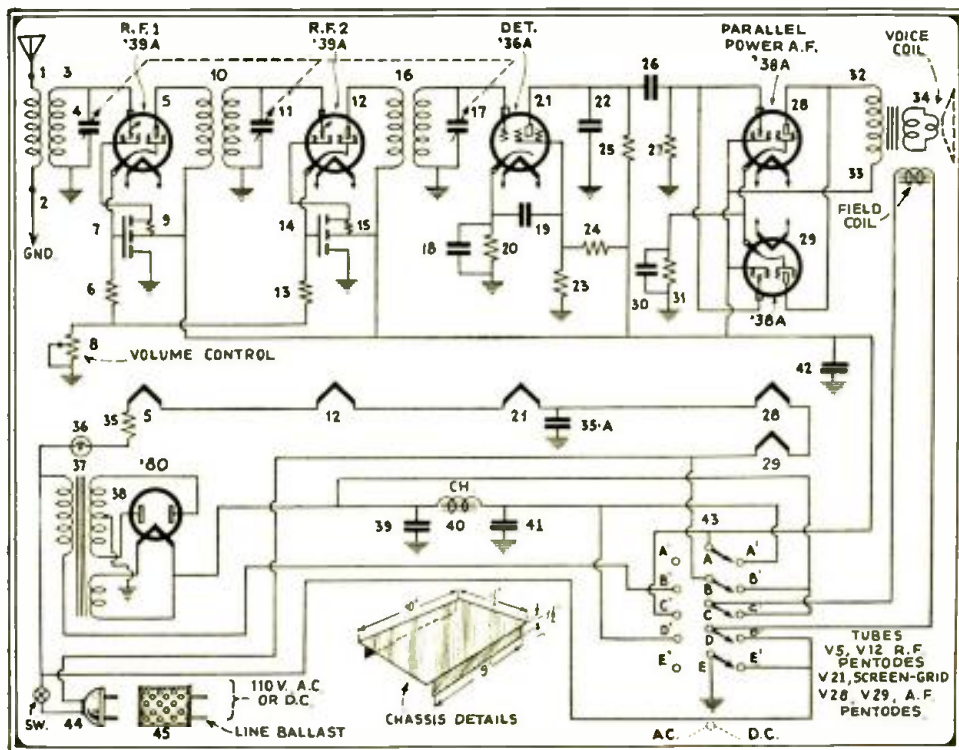 R.F.1
'39A
R.F.2
'39A
DET.
'36A
PARALLEL
POWER A.F.
'38A
VOICE
COIL
1
3
4
5
10
11
12
16
17
21
22
26
25
27
28
32
34
33
2
7
9
14
15
18
20
19
24
23
30
31
29
'38A
FIELD
COIL
GND.
6
13
8
VOLUME CONTROL
42
35
5
12
21
35-A
28
29
36
37
38
'80
CH
39
40
41
43
A'
A
A'
B'
B
B'
C'
C
C'
D'
D
E'
E
E'
10"
9
TUBES
V5, V12 R.F.
PENTODES
V21, SCREEN-GRID
V28, V29, A.F.
PENTODES
SW.
44
45
110 V. A.C.
OR D.C.
LINE BALLAST
CHASSIS DETAILS
A.C.
D.C.